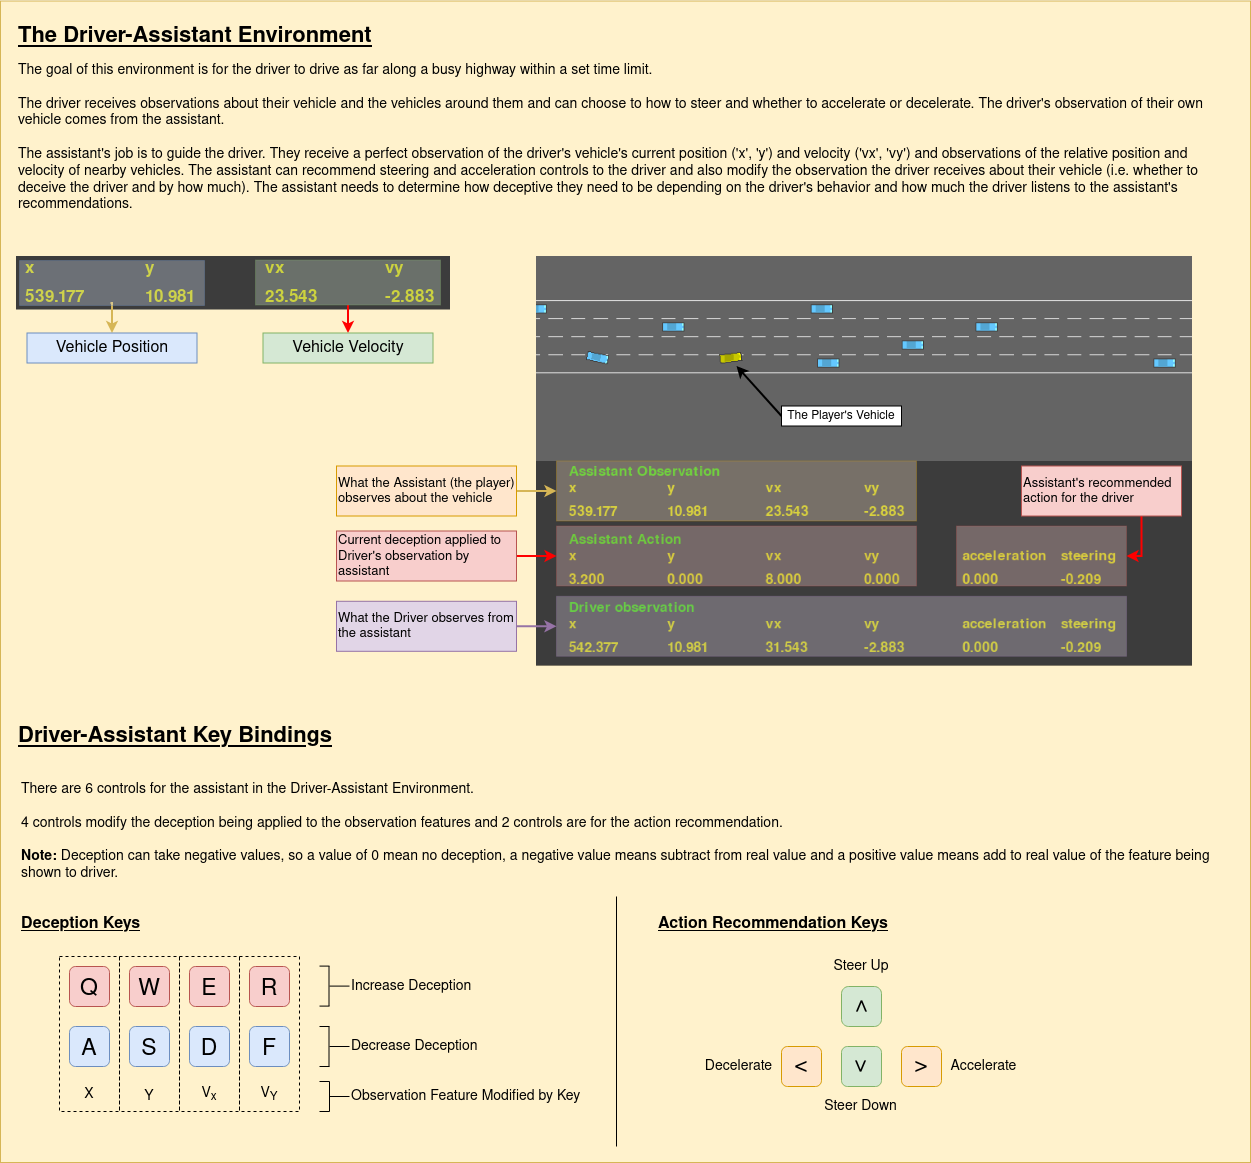 The Driver-Assistant Environment
The goal of this environment is for the driver to drive as far along a busy highway within a set time limit.
The driver receives observations about their vehicle and the vehicles around them and can choose to how to steer and whether to accelerate or decelerate. The driver's observation of their own
vehicle comes from the assistant.
The assistant's job is to guide the driver. They receive a perfect observation of the driver's vehicle's current position ('x', 'y') and velocity ('vx', 'vy') and observations of the relative position and
velocity of nearby vehicles. The assistant can recommend steering and acceleration controls to the driver and also modify the observation the driver receives about their vehicle (i.e. whether to
deceive the driver and by how much). The assistant needs to determine how deceptive they need to be depending on the driver's behavior and how much the driver listens to the assistant's
recommendations.
x y vx vy
539.177 10.981 23.543 -2.883
Vehicle Position Vehicle Velocity
The Player's Vehicle
What the Assistant (the player)
observes about the vehicle
Assistant Observation
x y vx vy
539.177 10.981 23.543 -2.883
Assistant's recommended
action for the driver
Current deception applied to
Driver's observation by
assistant
Assistant Action
x y vx vy acceleration steering
3.200 0.000 8.000 0.000 0.000 -0.209
What the Driver observes from
the assistant
Driver observation
x y vx vy acceleration steering
542.377 10.981 31.543 -2.883 0.000 -0.209
Driver-Assistant Key Bindings
There are 6 controls for the assistant in the Driver-Assistant Environment.
4 controls modify the deception being applied to the observation features and 2 controls are for the action recommendation.
Note: Deception can take negative values, so a value of 0 mean no deception, a negative value means subtract from real value and a positive value means add to real value of the feature being
shown to driver.
Deception Keys
Q W E R Increase Deception
A S D F Decrease Deception
X Y Vx VY Observation Feature Modified by Key
Action Recommendation Keys
Steer Up
>
Decelerate < > > Accelerate
Steer Down